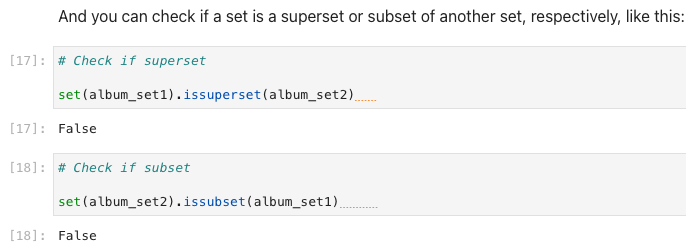 And you can check if a set is a superset or subset of another set, respectively, like this:
[17]: # Check if superset
set(album_set1).issuperset(album_set2)
[17]: False
[18]: # Check if subset
set(album_set2).issubset(album_set1)
[18]: False